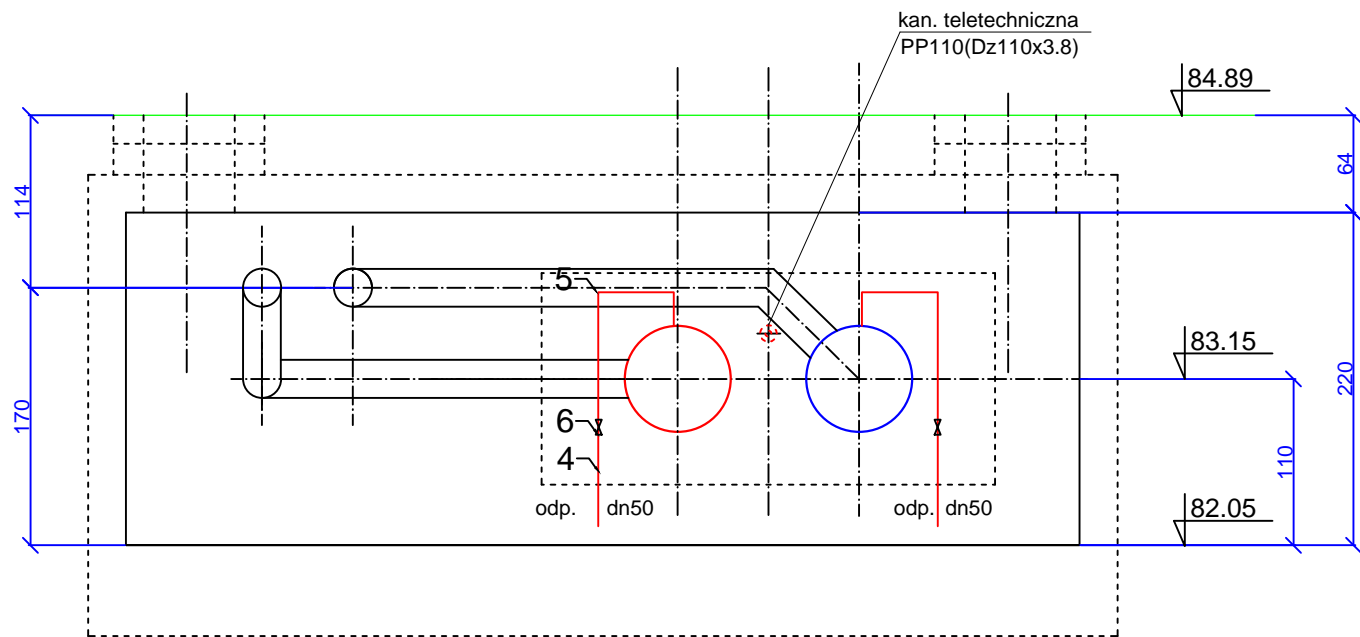 kan. teletechniczna
PP110(Dz110x3.8)
84.89
64
114
5
83.15
220
170
6
4
110
odp. dn50
odp. dn50
82.05